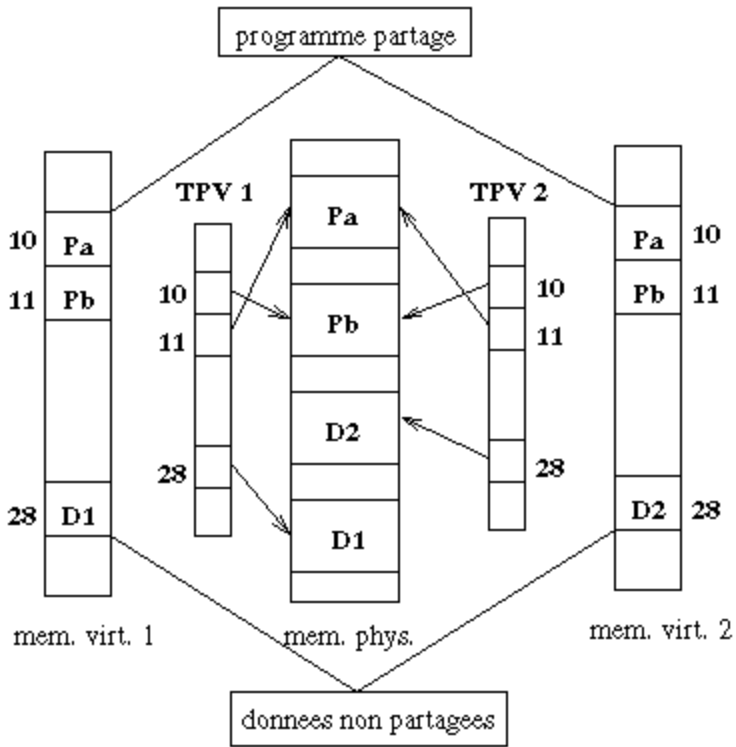 programme partage
TPV 1
TPV 2
Pa
10
Pa
Pa
10
11
Pb
10
Pb
10
Pb
11
11
11
D2
28
28
28
D1
D1
D2
28
mem. virt. 1
mem. phys.
mem. virt. 2
donnees non partagees